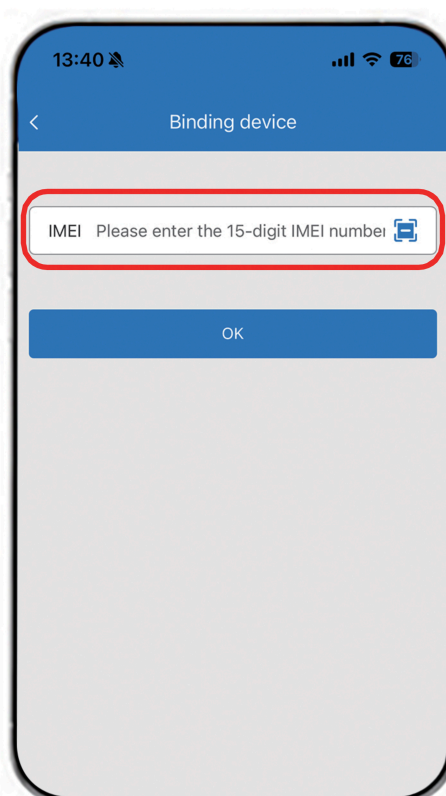 13:40
76
Binding device
IMEI Please enter the 15-digit IMEI number
OK